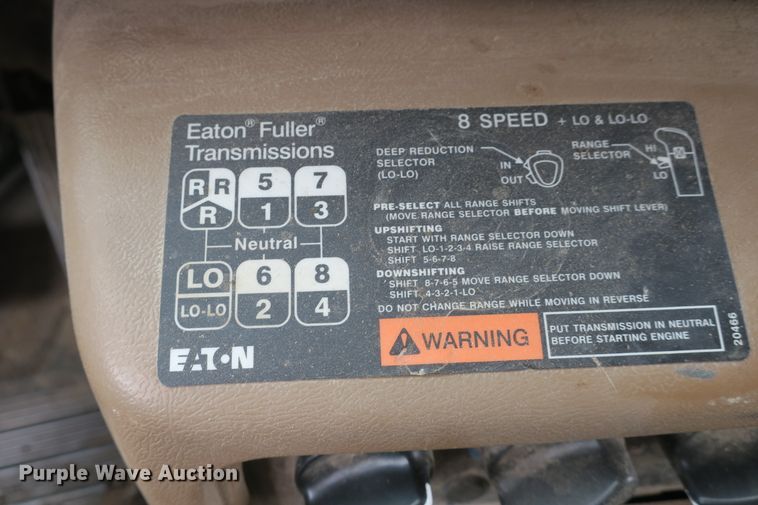 Eaton® Fuller®
Transmissions
8 SPEED + LO & LO-LO
R R 5 7
R 1 3
Neutral
LO 6 8
LO-LO 2 4
EATON
DEEP REDUCTION
SELECTOR
(LO-LO)
IN
OUT
RANGE
SELECTOR
HI
LO
PRE-SELECT ALL RANGE SHIFTS
(MOVE RANGE SELECTOR BEFORE MOVING SHIFT LEVER)
UPSHIFTING
START WITH RANGE SELECTOR DOWN
SHIFT LO-1-2-3-4 RAISE RANGE SELECTOR
SHIFT 5-6-7-8
DOWNSHIFTING
SHIFT 8-7-6-5 MOVE RANGE SELECTOR DOWN
SHIFT 4-3-2-1-LO
DO NOT CHANGE RANGE WHILE MOVING IN REVERSE
WARNING
PUT TRANSMISSION IN NEUTRAL
BEFORE STARTING ENGINE
20466
Purple Wave Auction